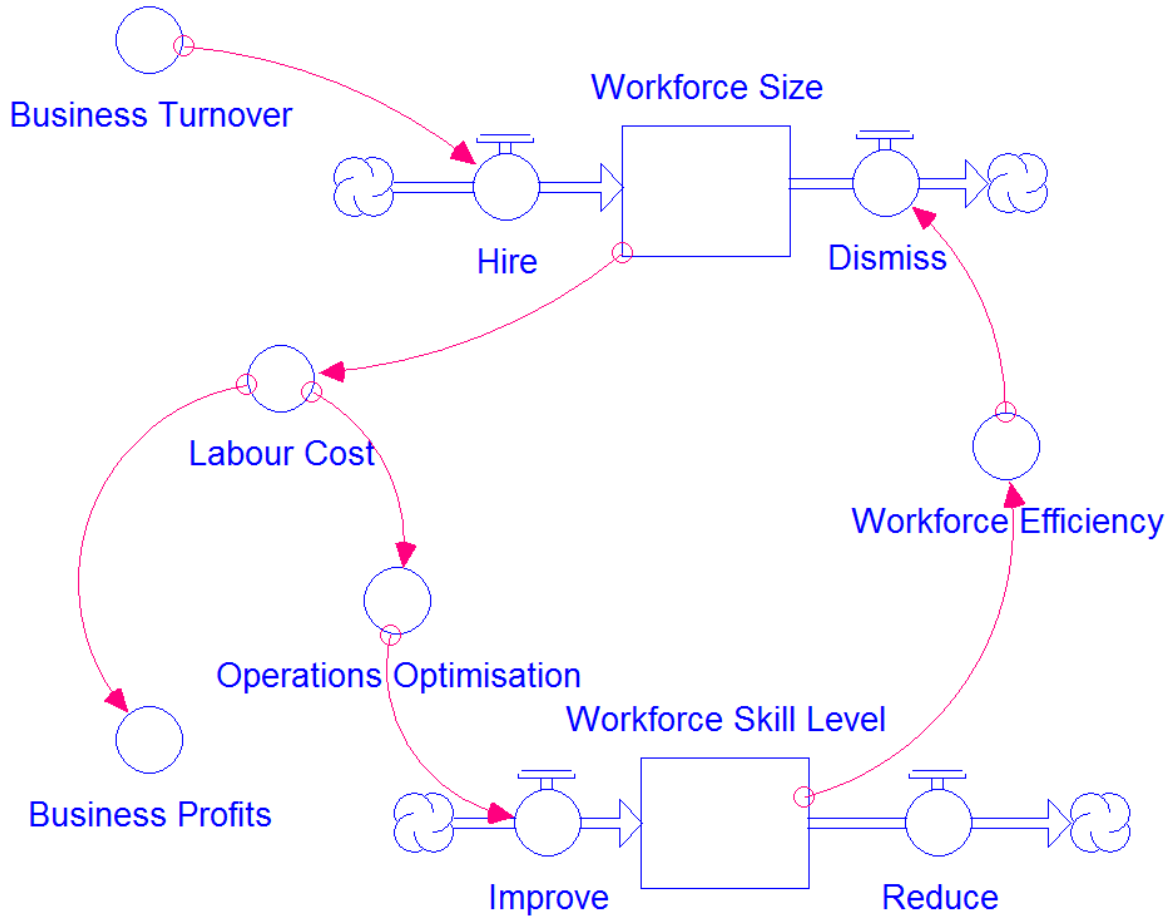 Business Turnover
Workforce Size
Hire
Dismiss
Labour Cost
Workforce Efficiency
Operations Optimisation
Workforce Skill Level
Business Profits
Improve
Reduce